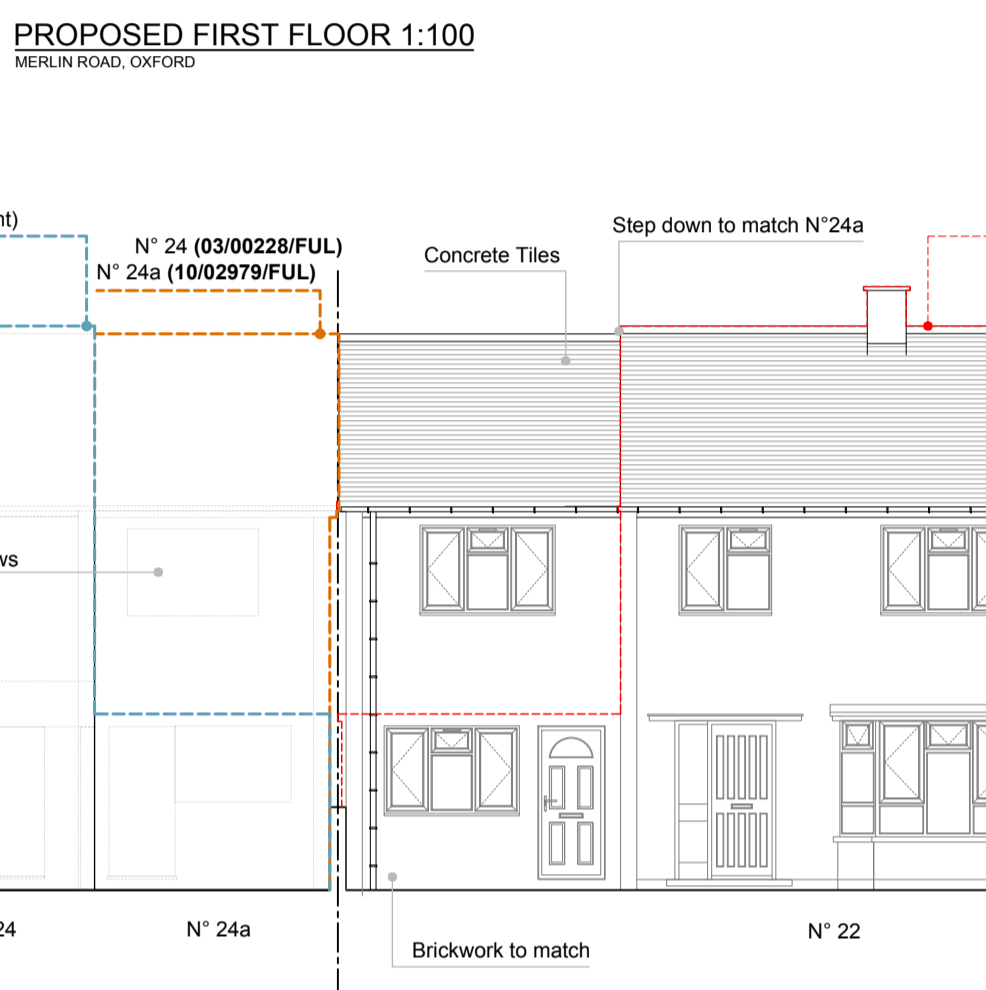 PROPOSED FIRST FLOOR 1:100
MERLIN ROAD, OXFORD
nt)
N° 24 (03/00228/FUL)
N° 24a (10/02979/FUL)
Concrete Tiles
Step down to match N°24a
ws
24
N° 24a
Brickwork to match
N° 22